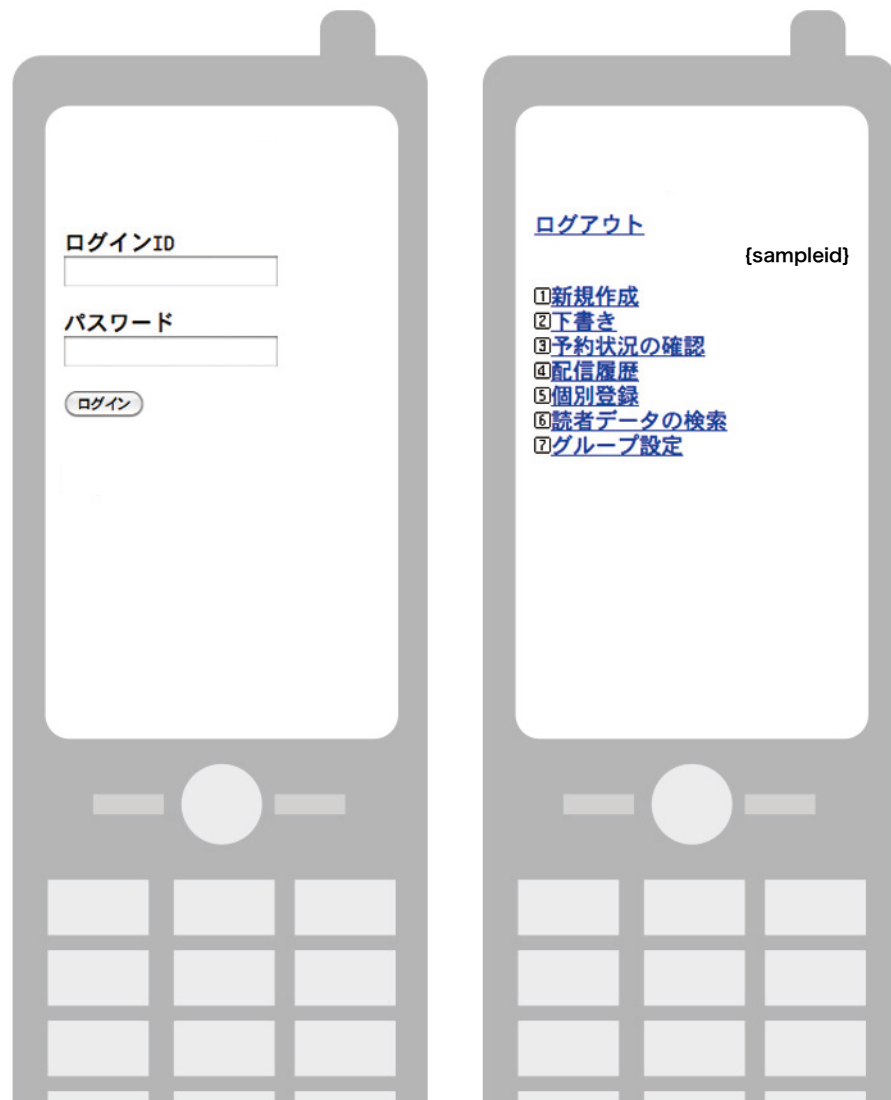 ログインID
パスワード
ログイン
ログアウト
{sampleid}
1新規作成
2下書き
3予約状況の確認
4配信履歴
5個別登録
6読者データの検索
7グループ設定